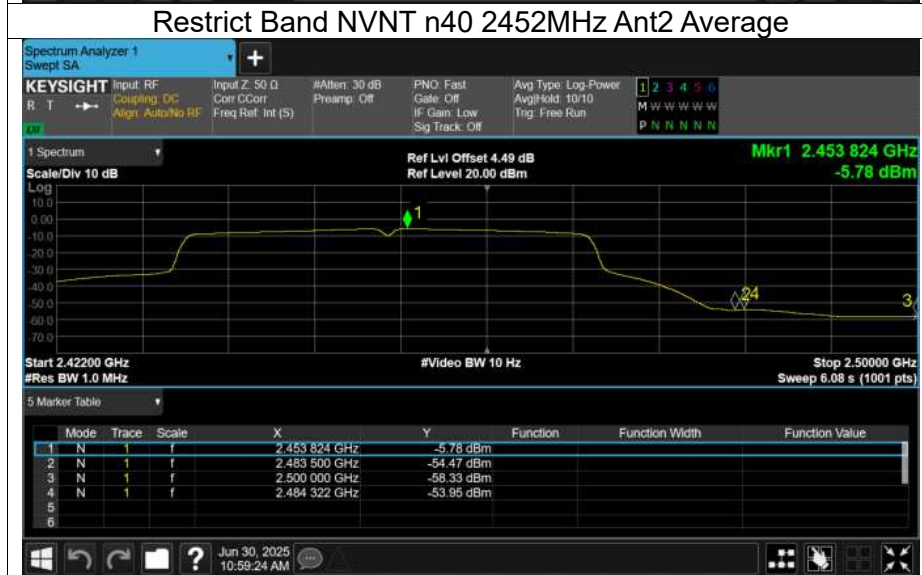 Restrict Band NVNT n40 2452MHz Ant2 Average
Spectrum Analyzer 1
Swept SA
+
KEYSIGHT
R T
Input: RF
Coupling: DC
Align: Auto/No RF
Input Z: 50 Ω
Corr CCorr
Freq Ref: Int (S)
#Atten: 30 dB
Preamp: Off
PNO: Fast
Gate: Off
IF Gain: Low
Sig Track: Off
Avg Type: Log-Power
Avg|Hold: 10/10
Trig: Free Run
1 2 3 4 5 6
M W W W W W
P N N N N N
1 Spectrum
Scale/Div 10 dB
Ref Lvl Offset 4.49 dB
Ref Level 20.00 dBm
Mkr1 2.453 824 GHz
-5.78 dBm
Log
10.0
0.00
-10.0
-20.0
-30.0
-40.0
-50.0
-60.0
-70.0
1
2 4
3
Start 2.42200 GHz
#Res BW 1.0 MHz
#Video BW 10 Hz
Stop 2.50000 GHz
Sweep 6.08 s (1001 pts)
5 Marker Table
Mode Trace Scale X Y Function Function Width Function Value
1 N 1 f 2.453 824 GHz -5.78 dBm
2 N 1 f 2.483 500 GHz -54.47 dBm
3 N 1 f 2.500 000 GHz -58.33 dBm
4 N 1 f 2.484 322 GHz -53.95 dBm
5
6
?
Jun 30, 2025
10:59:24 AM